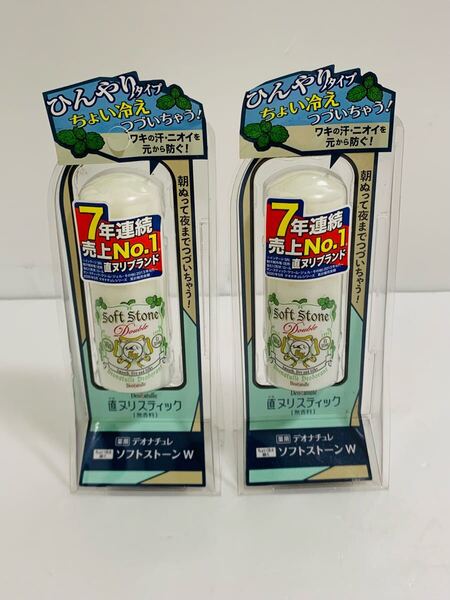 ひんやりタイプ
ちょい冷え
つづいちゃう!
ワキの汗・ニオイを
元から防ぐ!
朝ぬって夜までつづいちゃう!
7年連続
売上No.1
直ヌリブランド
Soft Stone
Double
Deonatulle
直ヌリスティック
[無香料]
薬用 デオナチュレ
ソフトストーンW
ひんやりタイプ
ちょい冷え
つづいちゃう!
ワキの汗・ニオイを
元から防ぐ!
朝ぬって夜までつづいちゃう!
7年連続
売上No.1
直ヌリブランド
Soft Stone
Double
Deonatulle
直ヌリスティック
[無香料]
薬用 デオナチュレ
ソフトストーンW